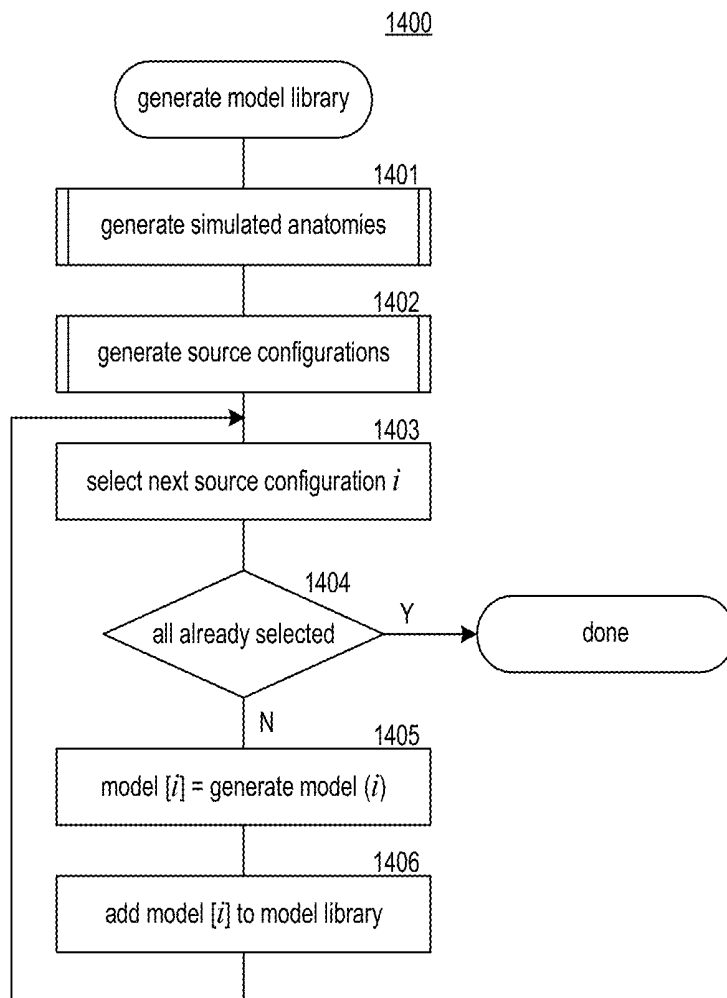 1400
generate model library
1401
generate simulated anatomies
1402
generate source configurations
1403
select next source configuration i
1404
all already selected
Y
done
N
1405
model [i] = generate model (i)
1406
add model [i] to model library